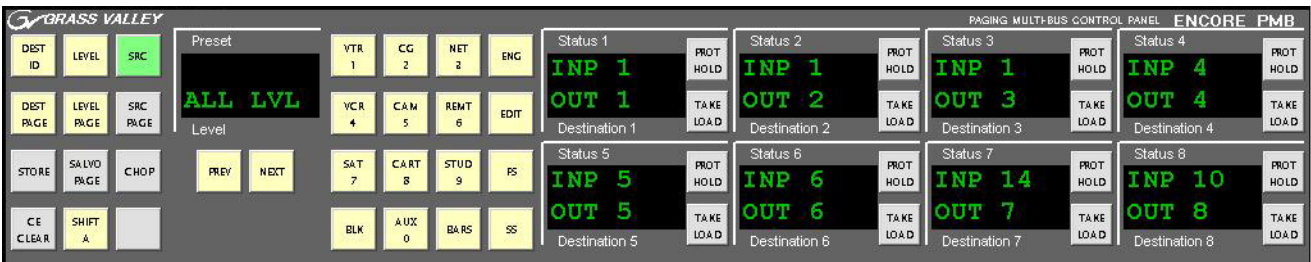 GRASS VALLEY
PAGING MULTI-BUS CONTROL PANEL ENCORE PMB
DEST ID
LEVEL
SRC
DEST PAGE
LEVEL PAGE
SRC PAGE
STORE
SALVO PAGE
CHOP
CE CLEAR
SHIFT A
Preset
ALL LVL
Level
PREV
NEXT
VTR 1
CG 2
NET 2
ENG
VCR 4
CAM 5
REMT 6
EDIT
SAT 7
CART 8
STUD 9
FS
BLK
AUX 0
BARS
SS
Status 1
INP 1
OUT 1
Destination 1
PROT HOLD
TAKE LOAD
Status 2
INP 1
OUT 2
Destination 2
PROT HOLD
TAKE LOAD
Status 3
INP 1
OUT 3
Destination 3
PROT HOLD
TAKE LOAD
Status 4
INP 4
OUT 4
Destination 4
PROT HOLD
TAKE LOAD
Status 5
INP 5
OUT 5
Destination 5
PROT HOLD
TAKE LOAD
Status 6
INP 6
OUT 6
Destination 6
PROT HOLD
TAKE LOAD
Status 7
INP 14
OUT 7
Destination 7
PROT HOLD
TAKE LOAD
Status 8
INP 10
OUT 8
Destination 8
PROT HOLD
TAKE LOAD